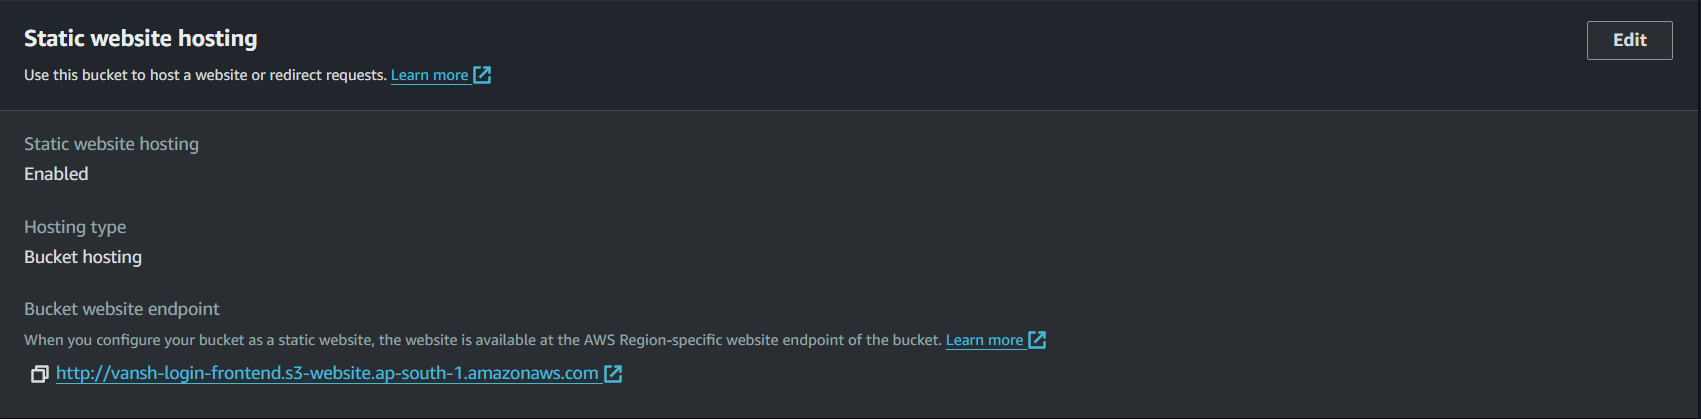 Static website hosting
Edit
Use this bucket to host a website or redirect requests. Learn more
Static website hosting
Enabled
Hosting type
Bucket hosting
Bucket website endpoint
When you configure your bucket as a static website, the website is available at the AWS Region-specific website endpoint of the bucket. Learn more
http://vansh-login-frontend.s3-website.ap-south-1.amazonaws.com